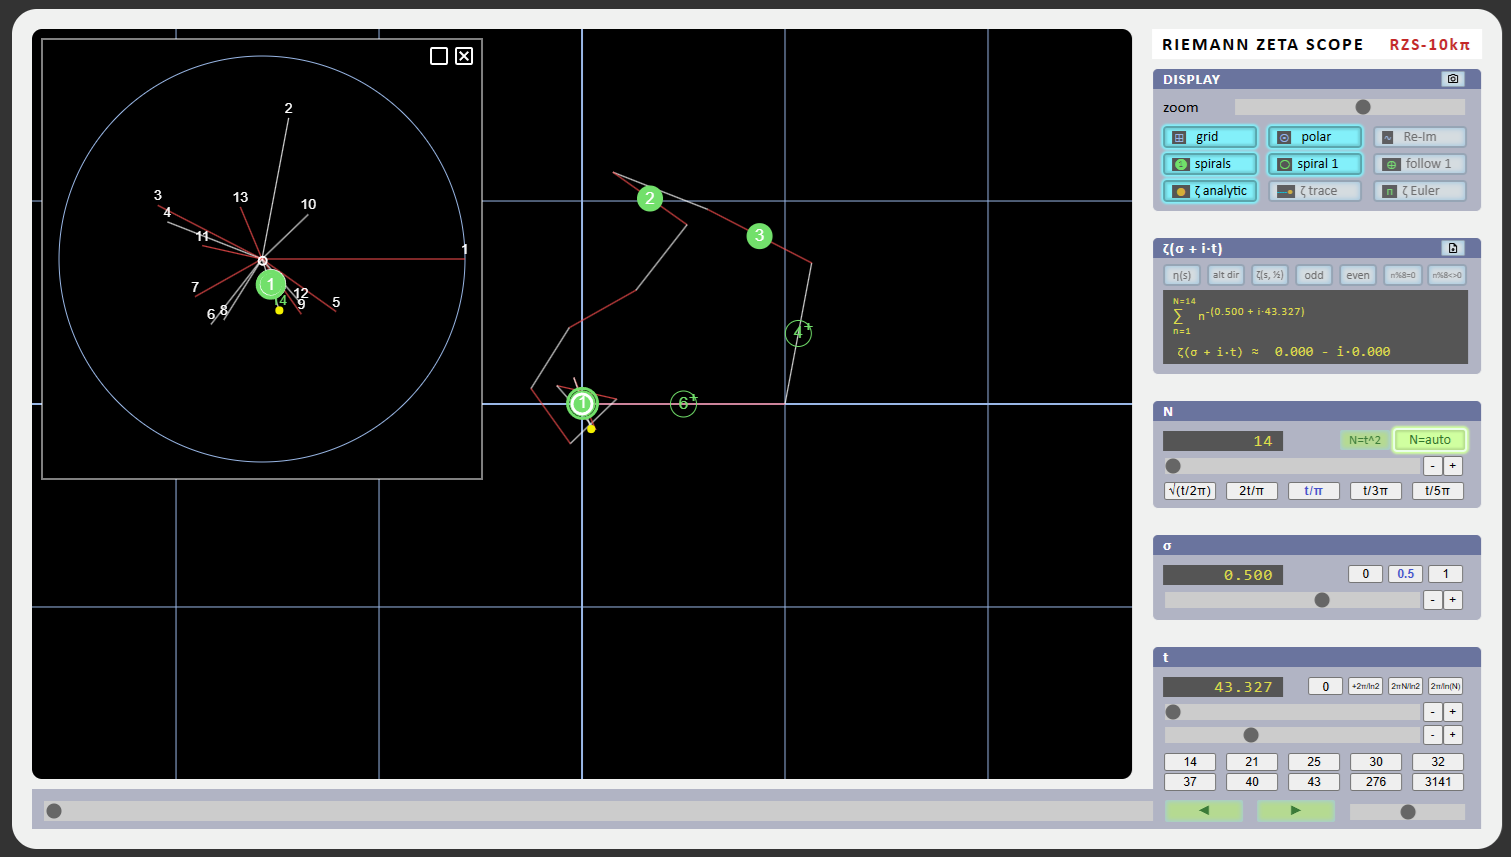 RIEMANN ZETA SCOPE RZS-10kπ
DISPLAY
zoom
grid polar Re-Im
spirals spiral 1 follow 1
ζ analytic ζ trace ζ Euler
ζ(σ + i·t)
η(s) alt dir ζ(s, ½) odd even n%8=0 n%8<>0
N=14
∑ n-(0.500 + i·43.327)
n=1
ζ(σ + i·t) ≈ 0.000 - i·0.000
N
14 N=t^2 N=auto
- +
√(t/2π) 2t/π t/π t/3π t/5π
σ
0.500 0 0.5 1
- +
t
43.327 0 +2π/ln2 2πN/ln2 2π/ln(N)
- +
- +
14 21 25 30 32
37 40 43 276 3141
2
3 13
4 10
11
1
7 1
6 8 4 12 9 5
2
3
4+
1 6+